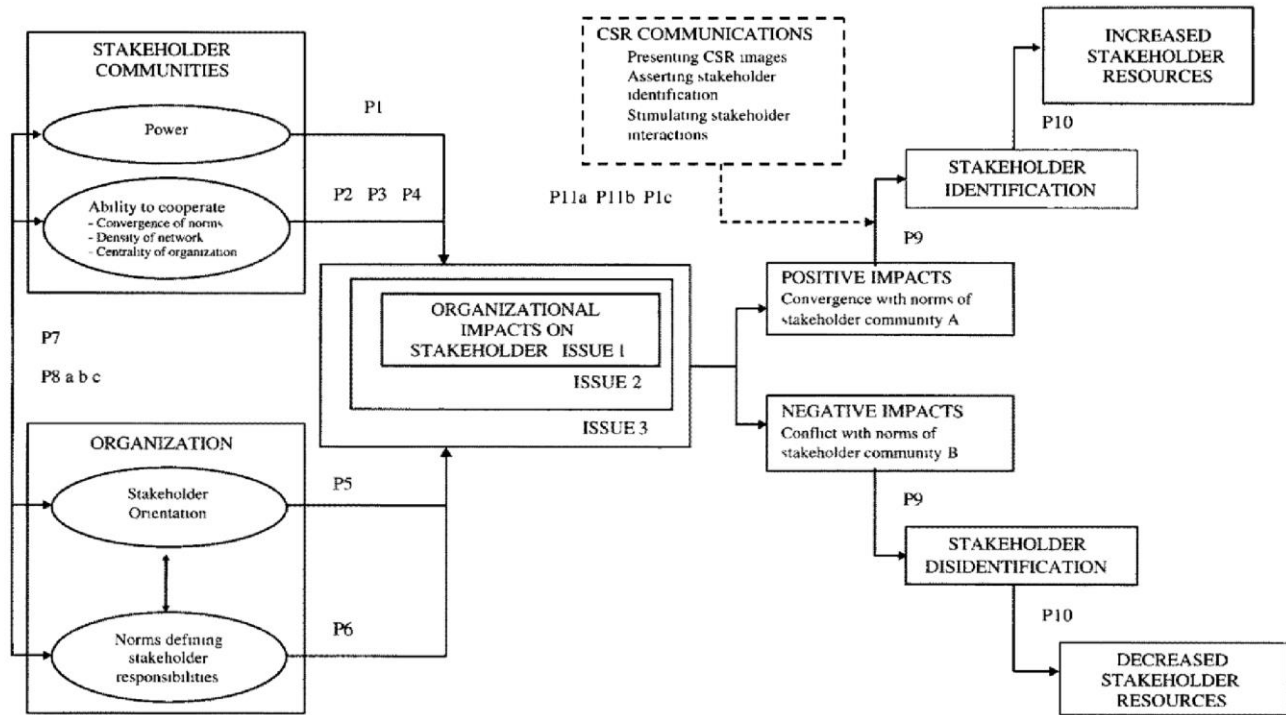 STAKEHOLDER
COMMUNITIES
Power
Ability to cooperate
- Convergence of norms
- Density of network
- Centrality of organization
P1
P2 P3 P4
P7
P8 a b c
ORGANIZATION
Stakeholder
Orientation
Norms defining
stakeholder
responsibilities
P5
P6
ORGANIZATIONAL
IMPACTS ON
STAKEHOLDER ISSUE 1
ISSUE 2
ISSUE 3
CSR COMMUNICATIONS
Presenting CSR images
Asserting stakeholder
identification
Stimulating stakeholder
interactions
P11a P11b P1c
INCREASED
STAKEHOLDER
RESOURCES
P10
STAKEHOLDER
IDENTIFICATION
P9
POSITIVE IMPACTS
Convergence with norms of
stakeholder community A
NEGATIVE IMPACTS
Conflict with norms of
stakeholder community B
P9
STAKEHOLDER
DISIDENTIFICATION
P10
DECREASED
STAKEHOLDER
RESOURCES